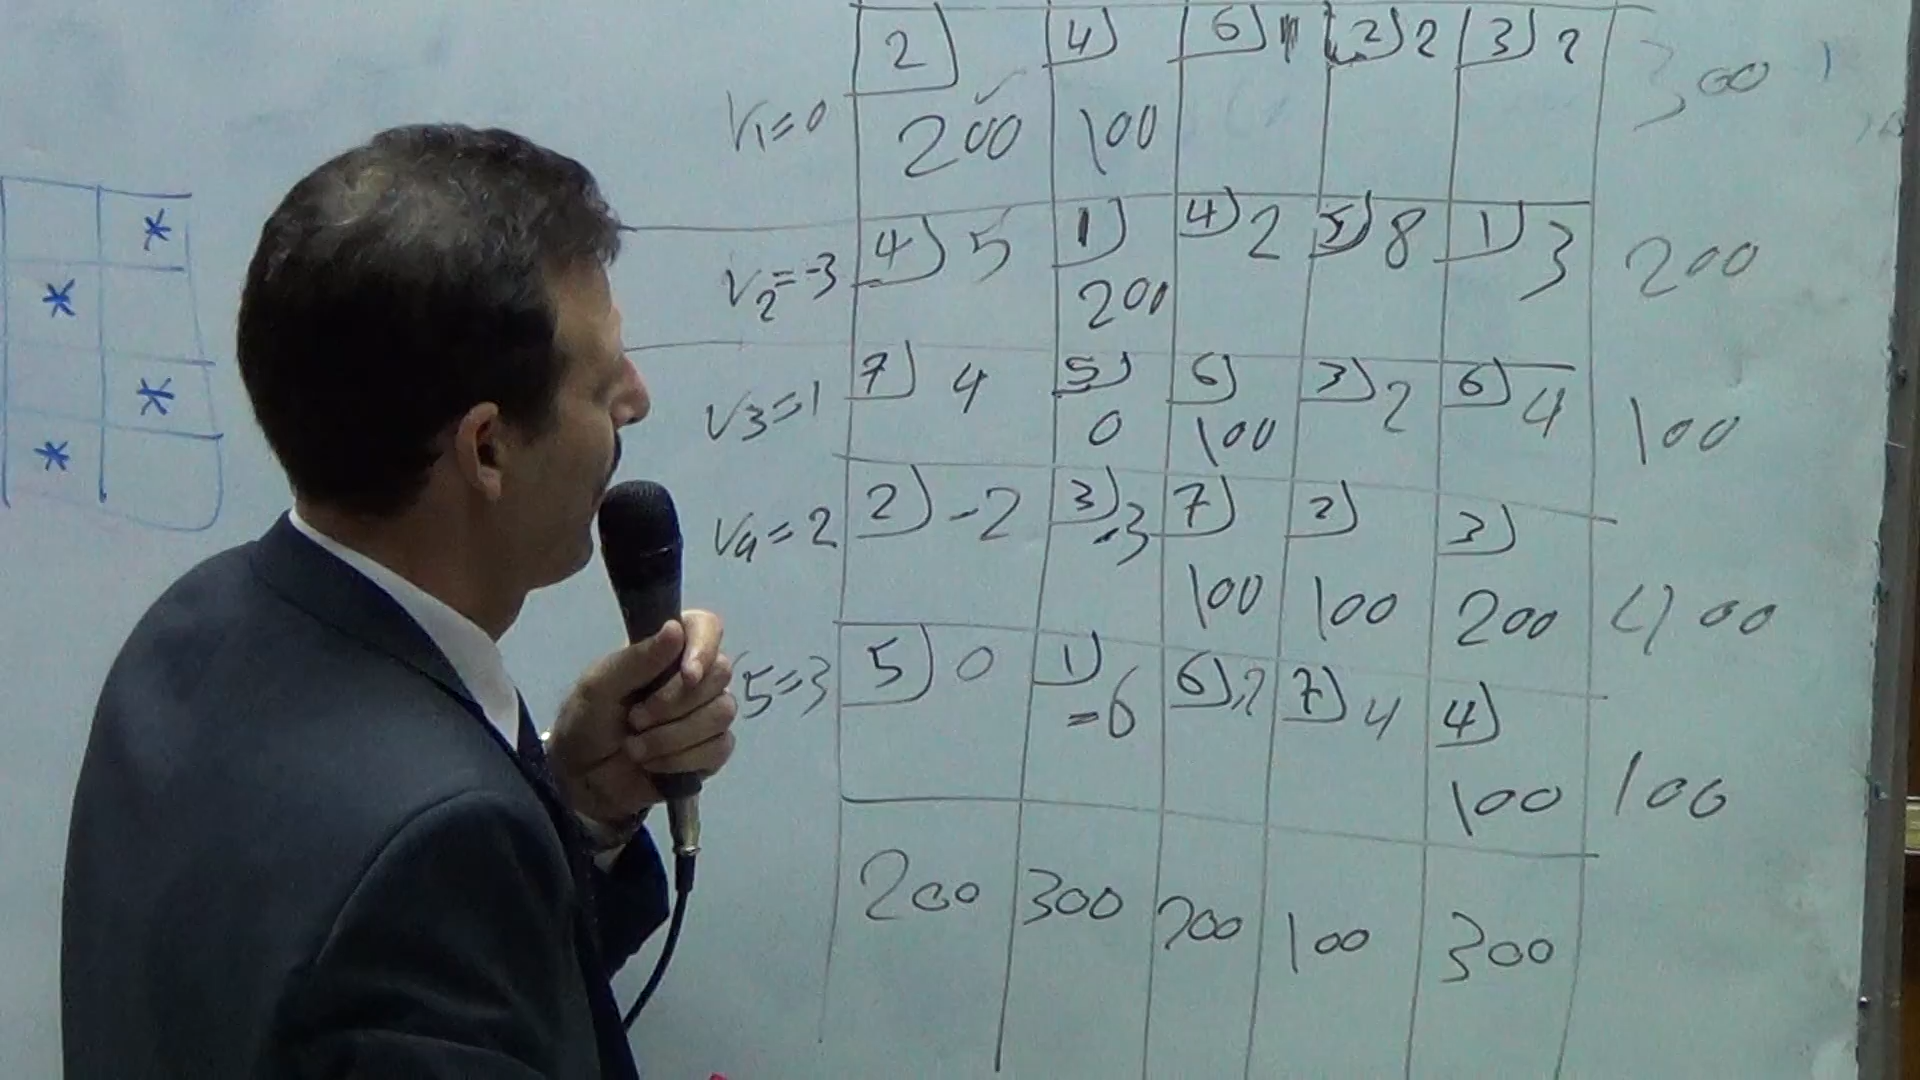 2) 4) 6) 1 2) 2 3) 2 300
V1=0 200 100
4) 5 1) 4) 2 5) 8 1) 3 200
V2=-3 200
7) 4 5) 6) 3) 2 6) 4
V3=1 0 100 100
2) -2 3) -3 7) 2) 3)
V4=2 100 100 200 400
5) 0 1) -6 6) 2 7) 4 4)
V5=3 100 100
200 300 200 100 300
* 
*
*
*